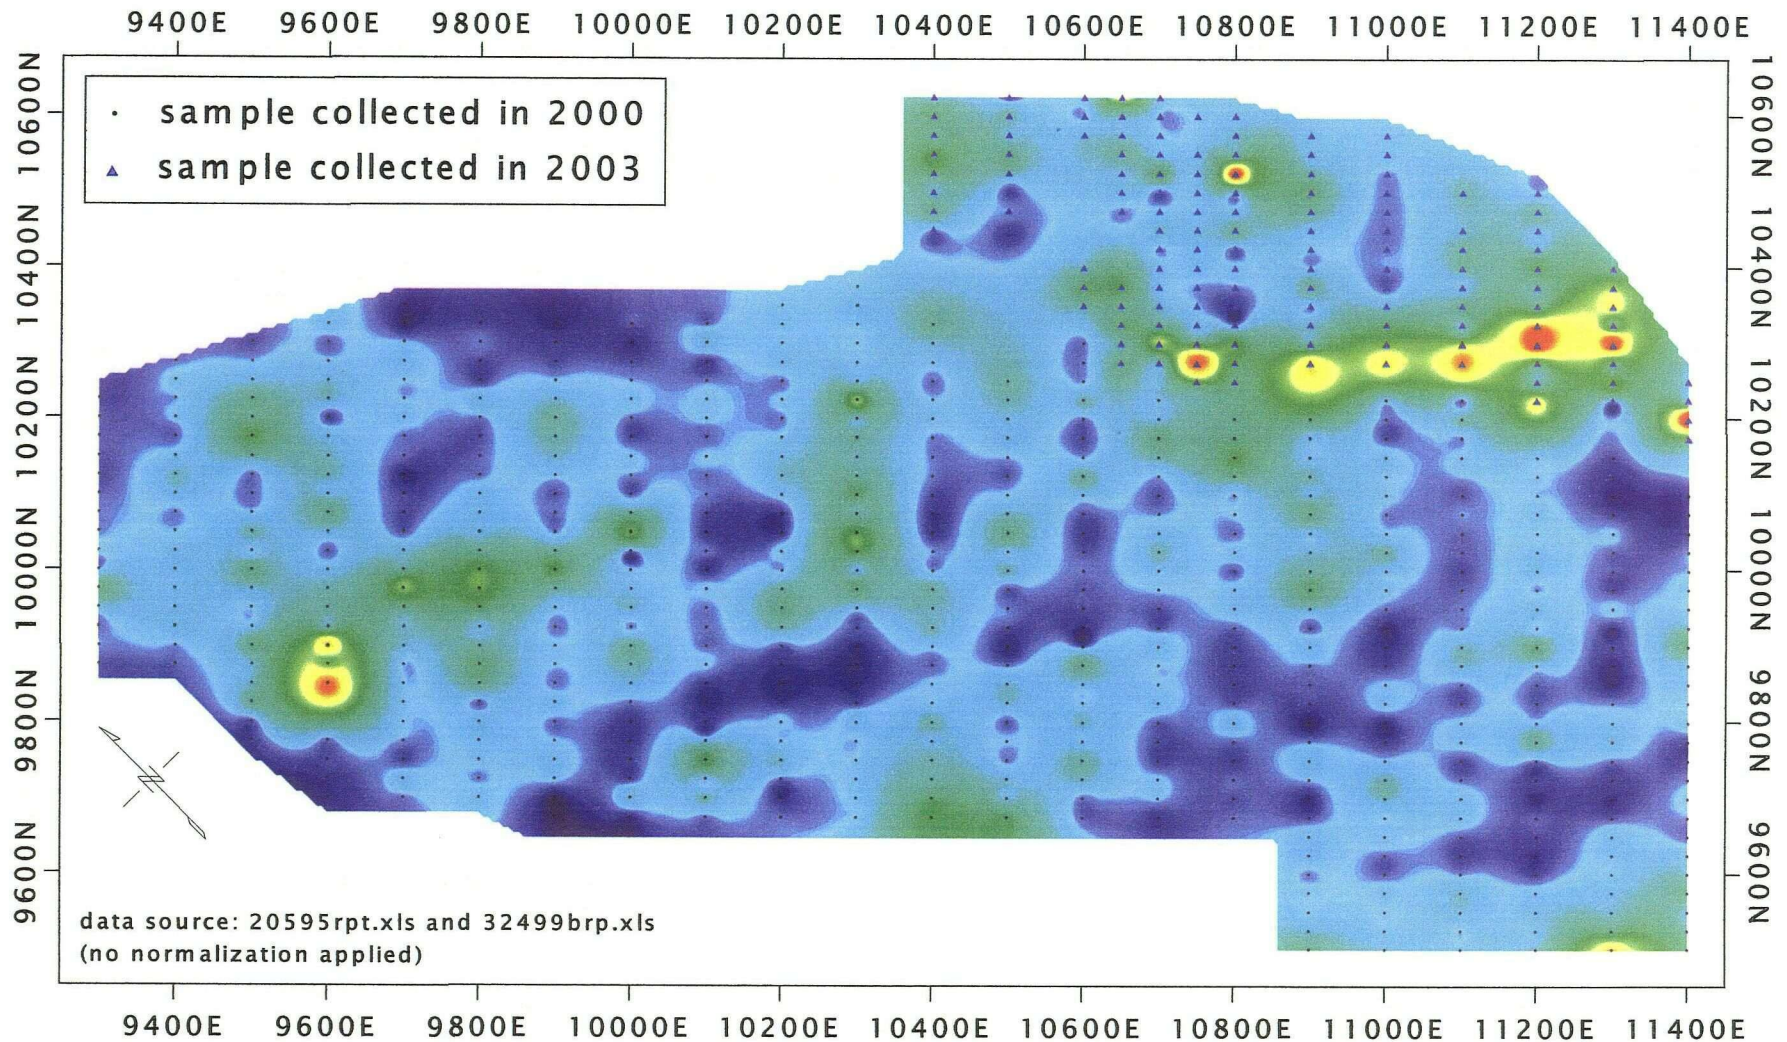 9400E 9600E 9800E 10000E 10200E 10400E 10600E 10800E 11000E 11200E 11400E
sample collected in 2000
sample collected in 2003
10600N
10400N
10200N
10000N
9800N
9600N
10600N
10400N
10200N
10000N
9800N
9600N
data source: 20595rpt.xls and 32499brp.xls
(no normalization applied)
9400E 9600E 9800E 10000E 10200E 10400E 10600E 10800E 11000E 11200E 11400E